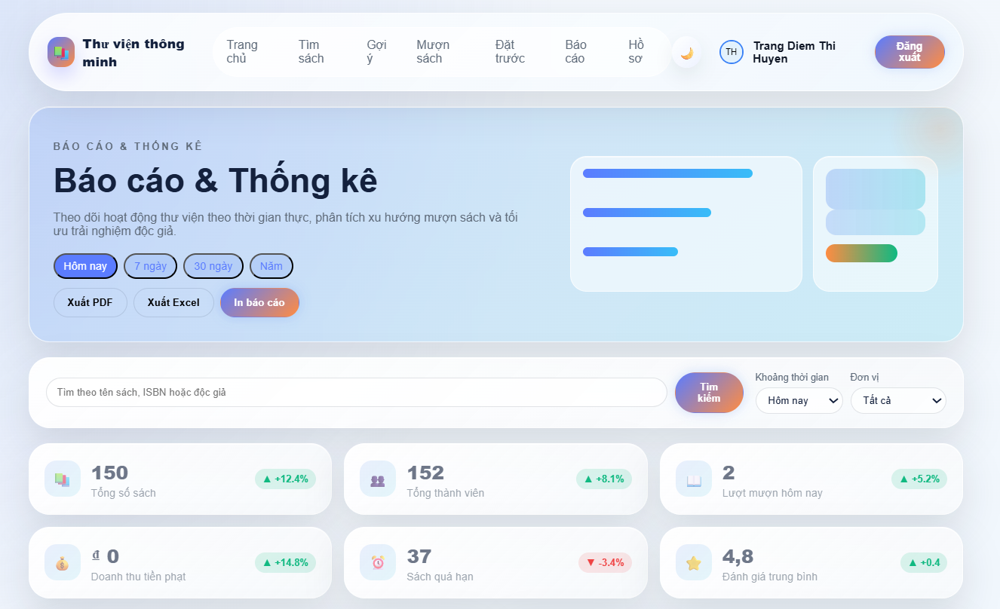 Thư viện thông
minh
Trang
chủ
Tìm
sách
Gợi
ý
Mượn
sách
Đặt
trước
Báo
cáo
Hồ
sơ
TH
Trang Diem Thi
Huyen
Đăng
xuất
BÁO CÁO & THỐNG KÊ
Báo cáo & Thống kê
Theo dõi hoạt động thư viện theo thời gian thực, phân tích xu hướng mượn sách và tối
ưu trải nghiệm độc giả.
Hôm nay
7 ngày
30 ngày
Năm
Xuất PDF
Xuất Excel
In báo cáo
Tìm theo tên sách, ISBN hoặc độc giả
Tìm
kiếm
Khoảng thời gian
Hôm nay
Đơn vị
Tất cả
150
Tổng số sách
▲ +12.4%
152
Tổng thành viên
▲ +8.1%
2
Lượt mượn hôm nay
▲ +5.2%
₫ 0
Doanh thu tiền phạt
▲ +14.8%
37
Sách quá hạn
▼ -3.4%
4,8
Đánh giá trung bình
▲ +0.4